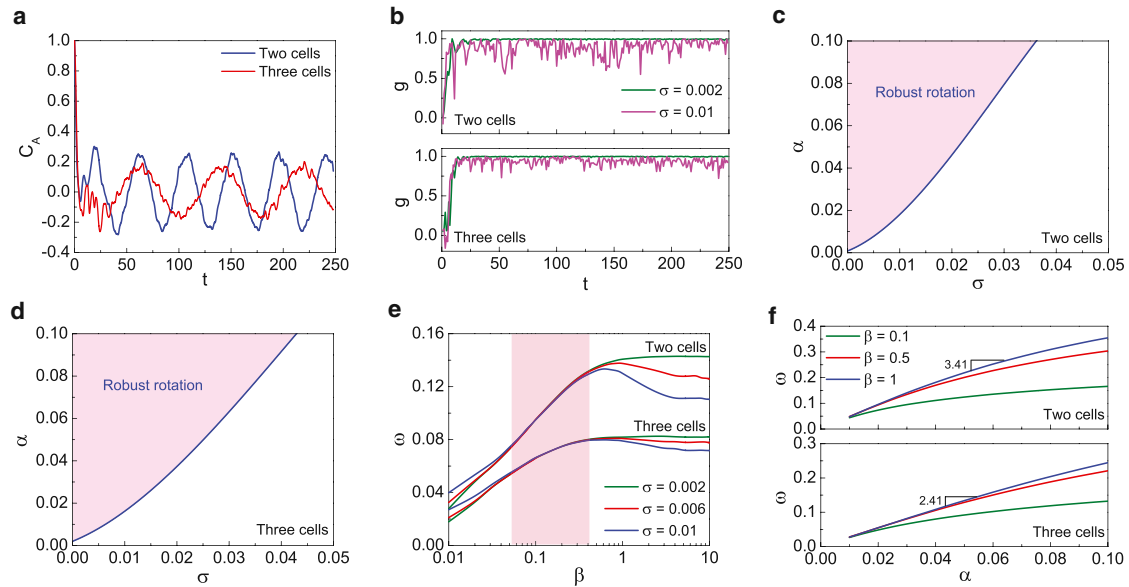 a
1.0
0.8
0.6
0.4
0.2
0.0
-0.2
-0.4
C_A
0
50
100
150
200
250
t
Two cells
Three cells
b
1.0
0.5
0.0
g
σ = 0.002
σ = 0.01
Two cells
1.0
0.5
0.0
g
Three cells
0
50
100
150
200
250
t
c
0.10
0.08
0.06
0.04
0.02
0.00
α
Robust rotation
Two cells
0.00
0.01
0.02
0.03
0.04
0.05
σ
d
0.10
0.08
0.06
0.04
0.02
0.00
α
Robust rotation
Three cells
0.00
0.01
0.02
0.03
0.04
0.05
σ
e
0.16
0.12
0.08
0.04
0.00
ω
Two cells
Three cells
σ = 0.002
σ = 0.006
σ = 0.01
0.01
0.1
1
10
β
f
0.4
0.3
0.2
0.1
0.0
ω
β = 0.1
β = 0.5
β = 1
3.41
Two cells
0.3
0.2
0.1
0.0
ω
2.41
Three cells
0.00
0.02
0.04
0.06
0.08
0.10
α